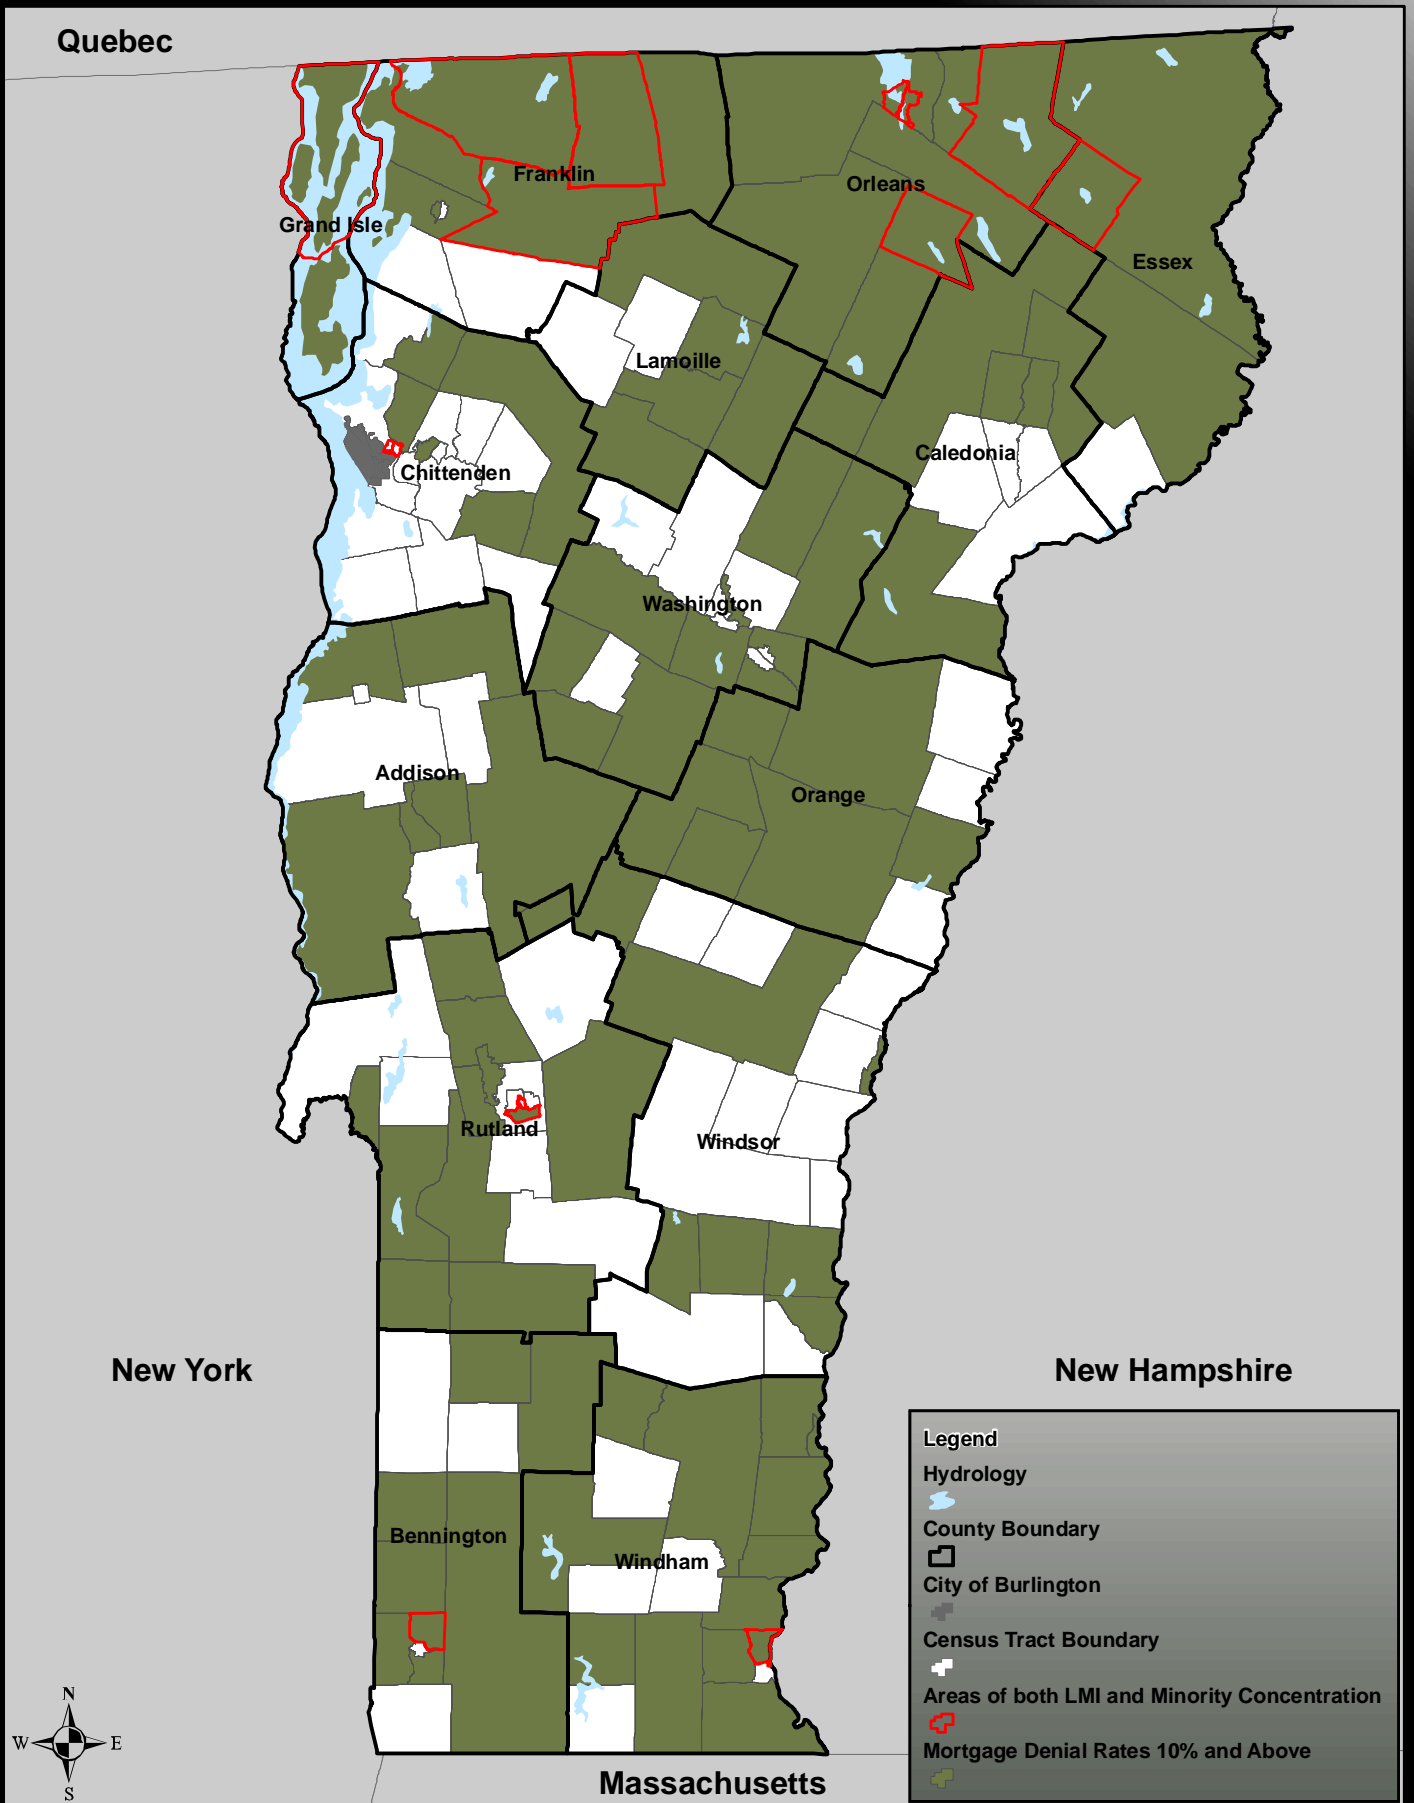 Quebec
Franklin
Orleans
Grand Isle
Essex
Lamoille
Caledonia
Chittenden
Washington
Addison
Orange
Rutland
Windsor
New York
New Hampshire
Bennington
Windham
Massachusetts
N
W
E
S
Legend
Hydrology
County Boundary
City of Burlington
Census Tract Boundary
Areas of both LMI and Minority Concentration
Mortgage Denial Rates 10% and Above